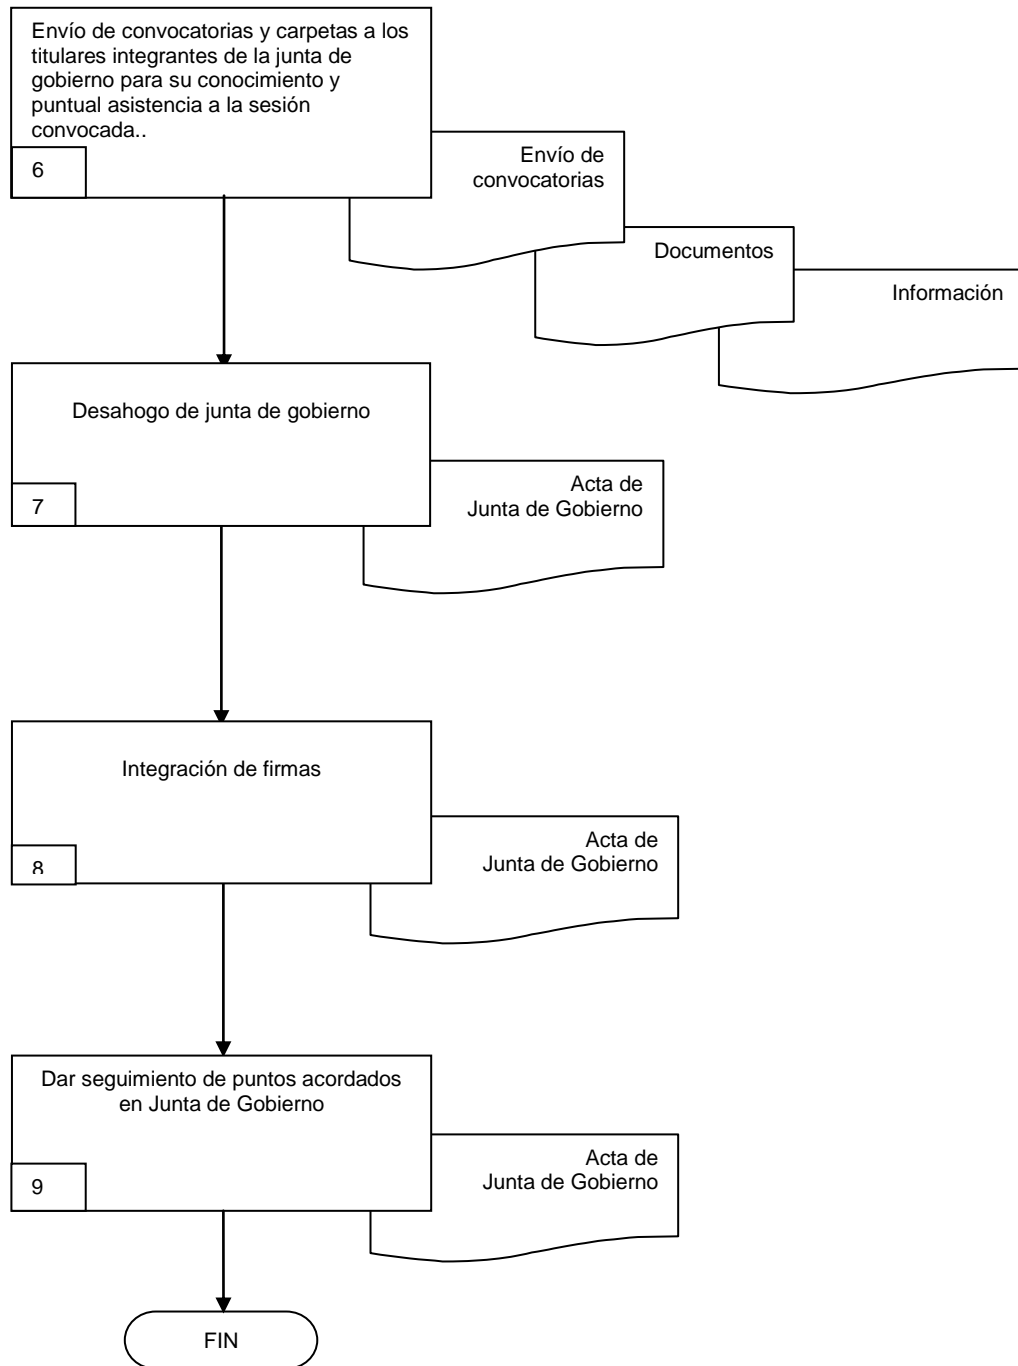 Envío de convocatorias y carpetas a los
titulares integrantes de la junta de
gobierno para su conocimiento y
puntual asistencia a la sesión
convocada..
6
Envío de
convocatorias
Documentos
Información
Desahogo de junta de gobierno
7
Acta de
Junta de Gobierno
Integración de firmas
8
Acta de
Junta de Gobierno
Dar seguimiento de puntos acordados
en Junta de Gobierno
9
Acta de
Junta de Gobierno
FIN